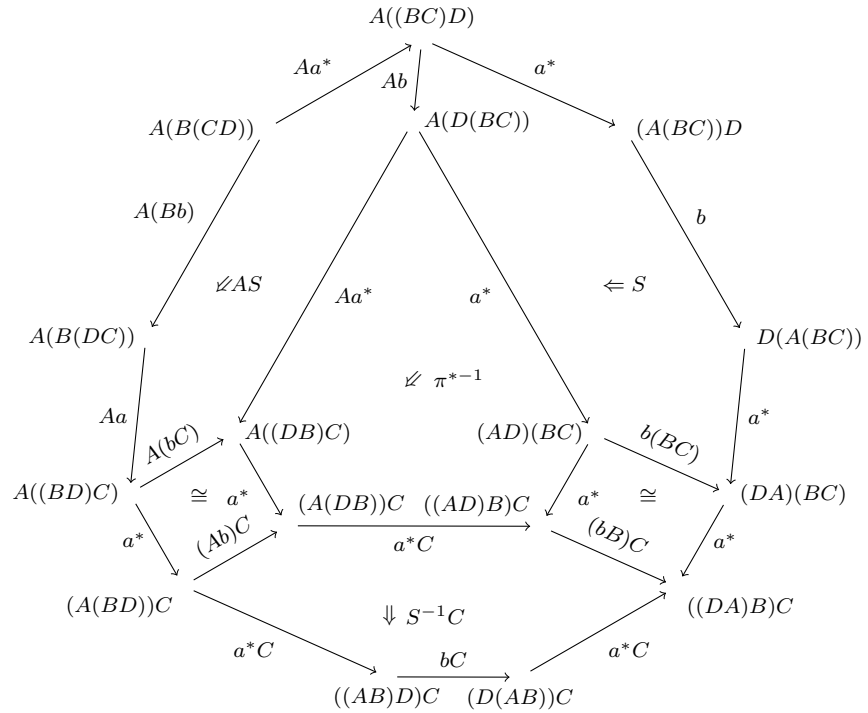 A((BC)D)
Aa* Ab a*
A(B(CD)) A(D(BC)) (A(BC))D
A(Bb) b
⇙AS Aa* a* ⇐ S
A(B(DC)) D(A(BC))
⇙ π*−1
Aa A(bC) A((DB)C) (AD)(BC) b(BC) a*
A((BD)C) ≅ a* a* ≅ (DA)(BC)
(A(DB))C ((AD)B)C
a* (Ab)C a*C (bB)C a*
(A(BD))C ⇓ S−1C ((DA)B)C
a*C bC a*C
((AB)D)C (D(AB))C